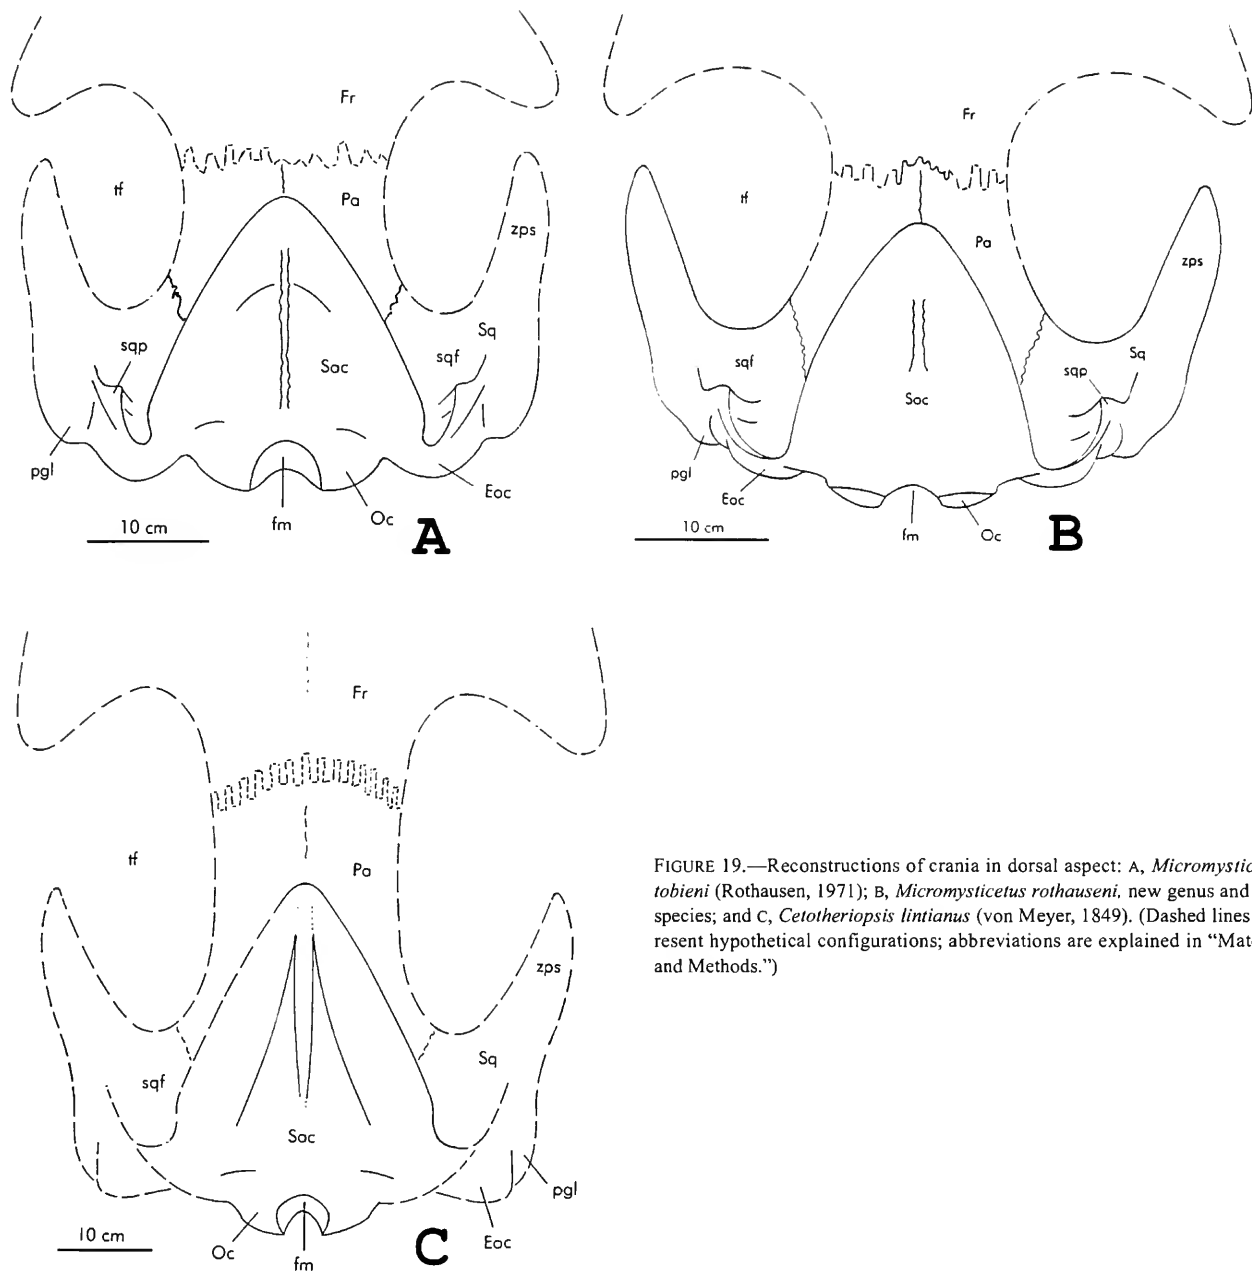 Fr
tf
Pa
zps
sqp
Sq
sqf
Soc
pgl
Eoc
fm
Oc
10 cm
A
Fr
tf
Pa
zps
sqf
Sq
sqp
Soc
pgl
Eoc
fm
Oc
10 cm
B
Fr
tf
Pa
zps
Sq
sqf
Soc
pgl
Oc
Eoc
fm
10 cm
C
FIGURE 19.—Reconstructions of crania in dorsal aspect: A, Micromystic
tobieni (Rothausen, 1971); B, Micromysticetus rothauseni, new genus and
species; and C, Cetotheriopsis lintianus (von Meyer, 1849). (Dashed lines
resent hypothetical configurations; abbreviations are explained in “Mat
and Methods.”)